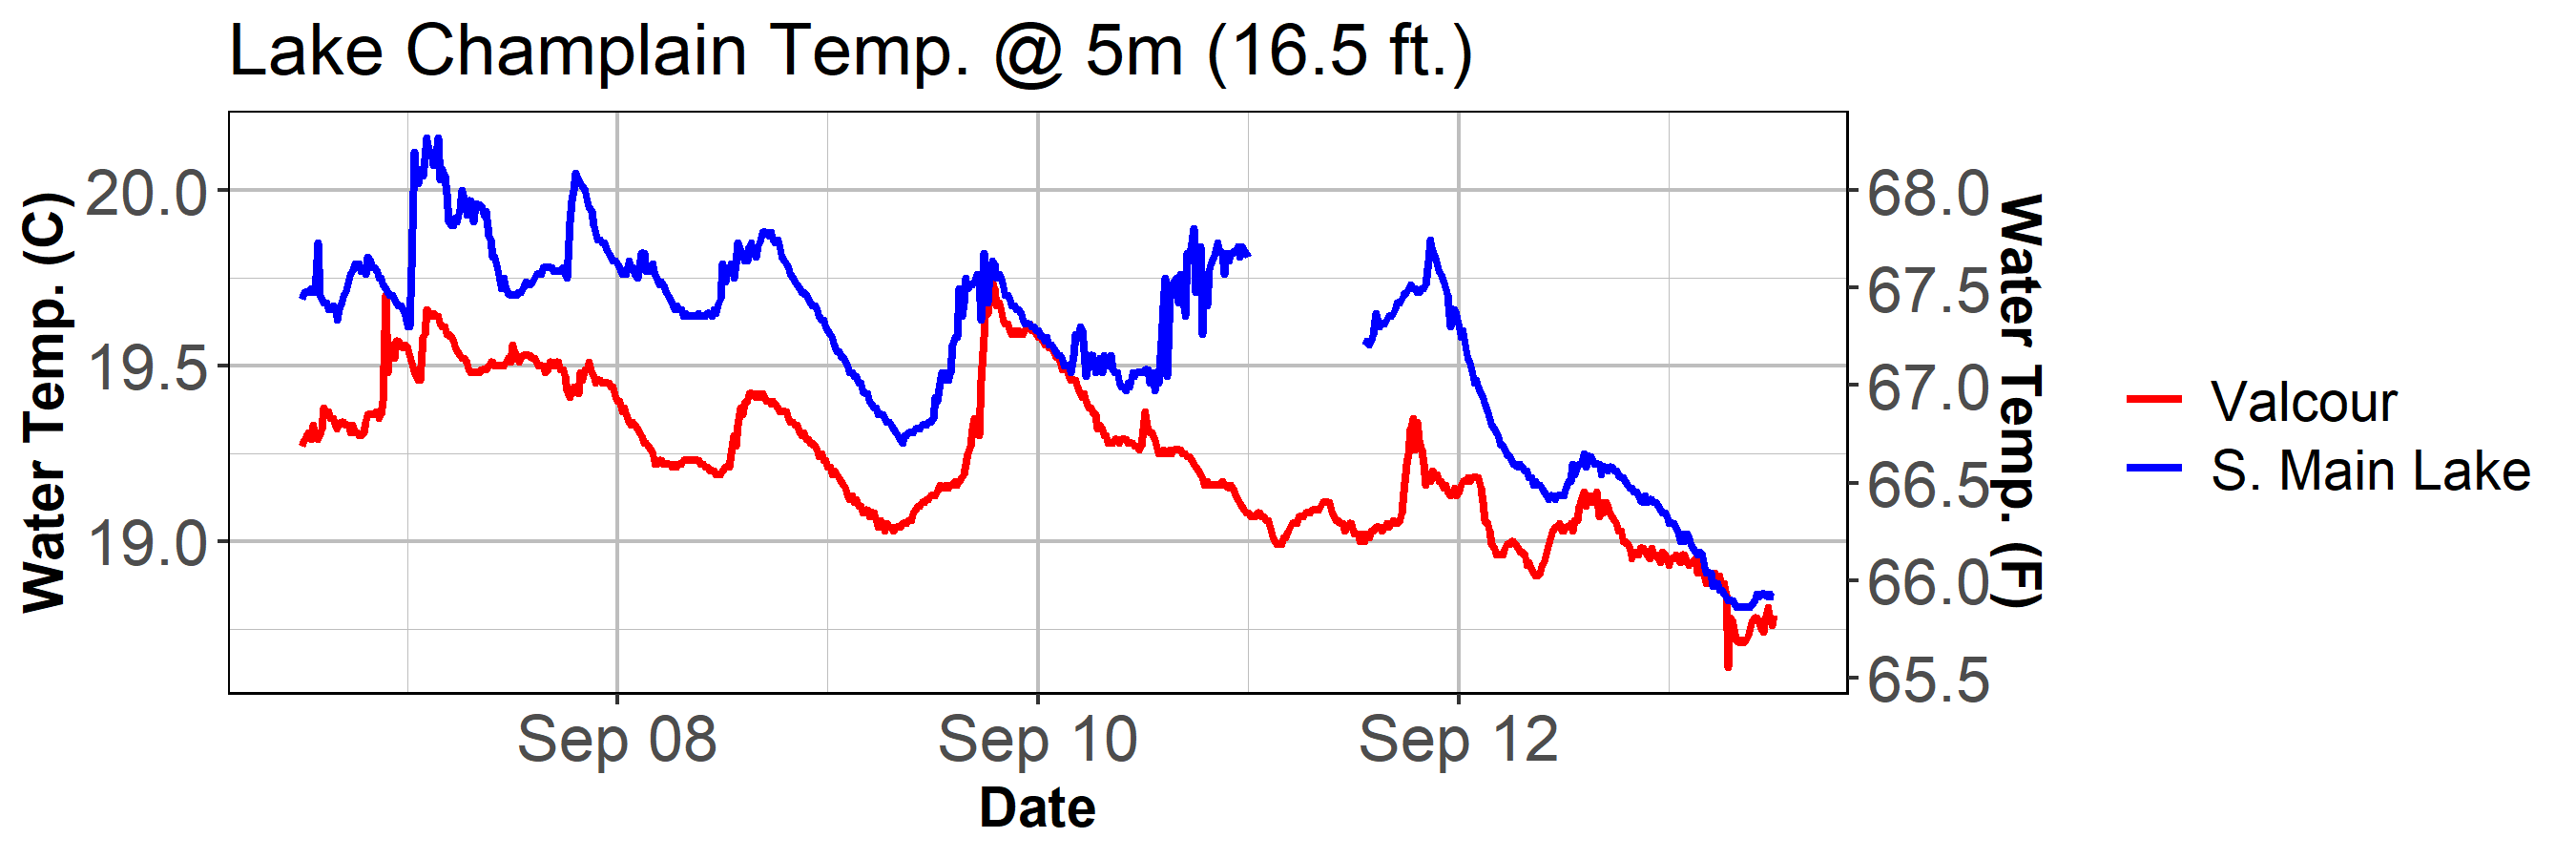 Lake Champlain Temp. @ 5m (16.5 ft.)
Water Temp. (C)
20.0
19.5
19.0
68.0
67.5
67.0
66.5
66.0
65.5
Water Temp. (F)
Sep 08
Sep 10
Sep 12
Date
Valcour
S. Main Lake